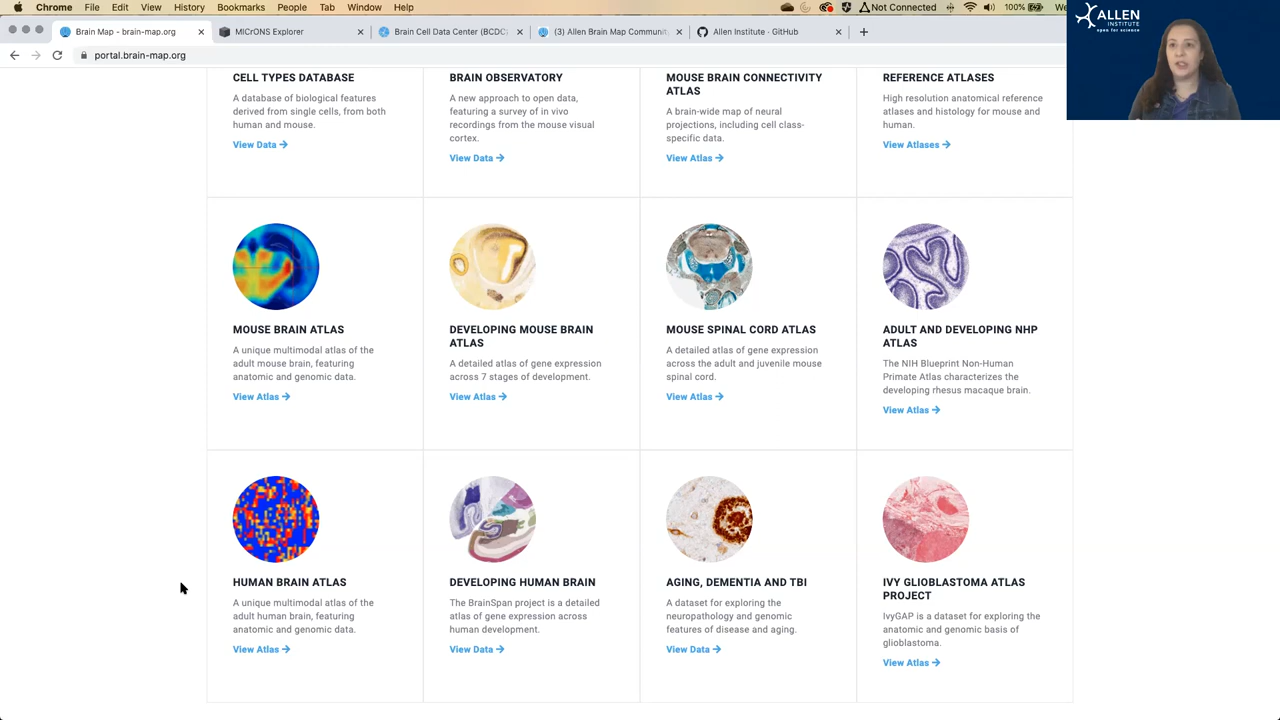 Chrome File Edit View History Bookmarks People Tab Window Help Not Connected 100% We
Brain Map - brain-map.org
MICrONS Explorer
Brain Cell Data Center (BCDC)
(3) Allen Brain Map Communit
Allen Institute · GitHub
portal.brain-map.org
ALLEN
INSTITUTE
open for science
CELL TYPES DATABASE
A database of biological features
derived from single cells, from both
human and mouse.
View Data
BRAIN OBSERVATORY
A new approach to open data,
featuring a survey of in vivo
recordings from the mouse visual
cortex.
View Data
MOUSE BRAIN CONNECTIVITY
ATLAS
A brain-wide map of neural
projections, including cell class-
specific data.
View Atlas
REFERENCE ATLASES
High resolution anatomical reference
atlases and histology for mouse and
human.
View Atlases
MOUSE BRAIN ATLAS
A unique multimodal atlas of the
adult mouse brain, featuring
anatomic and genomic data.
View Atlas
DEVELOPING MOUSE BRAIN
ATLAS
A detailed atlas of gene expression
across 7 stages of development.
View Atlas
MOUSE SPINAL CORD ATLAS
A detailed atlas of gene expression
across the adult and juvenile mouse
spinal cord.
View Atlas
ADULT AND DEVELOPING NHP
ATLAS
The NIH Blueprint Non-Human
Primate Atlas characterizes the
developing rhesus macaque brain.
View Atlas
HUMAN BRAIN ATLAS
A unique multimodal atlas of the
adult human brain, featuring
anatomic and genomic data.
View Atlas
DEVELOPING HUMAN BRAIN
The BrainSpan project is a detailed
atlas of gene expression across
human development.
View Data
AGING, DEMENTIA AND TBI
A dataset for exploring the
neuropathology and genomic
features of disease and aging.
View Data
IVY GLIOBLASTOMA ATLAS
PROJECT
IvyGAP is a dataset for exploring the
anatomic and genomic basis of
glioblastoma.
View Atlas